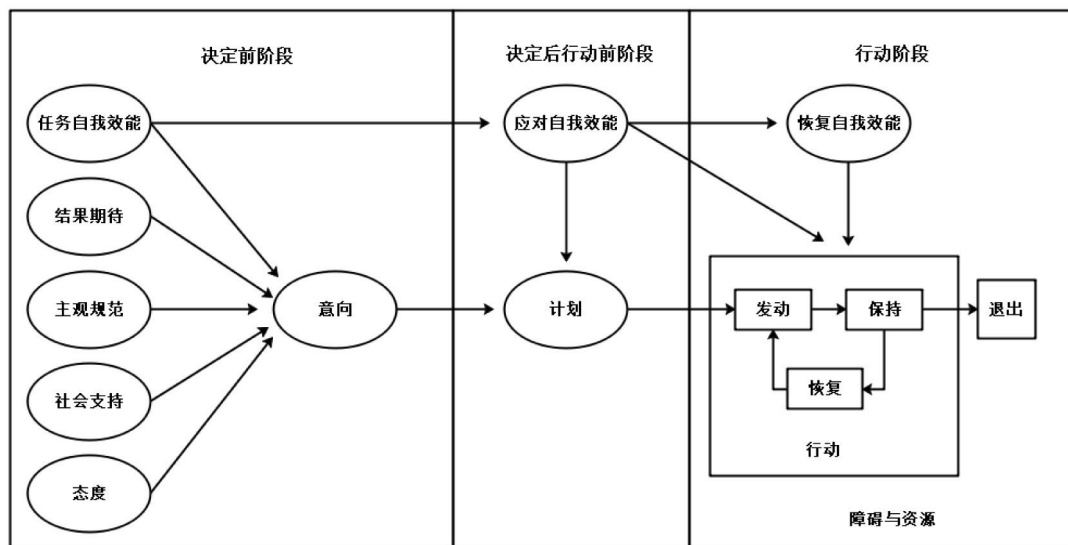 决定前阶段
决定后行动前阶段
行动阶段
任务自我效能
应对自我效能
恢复自我效能
结果期待
主观规范
意向
计划
发动
保持
退出
社会支持
恢复
行动
态度
障碍与资源